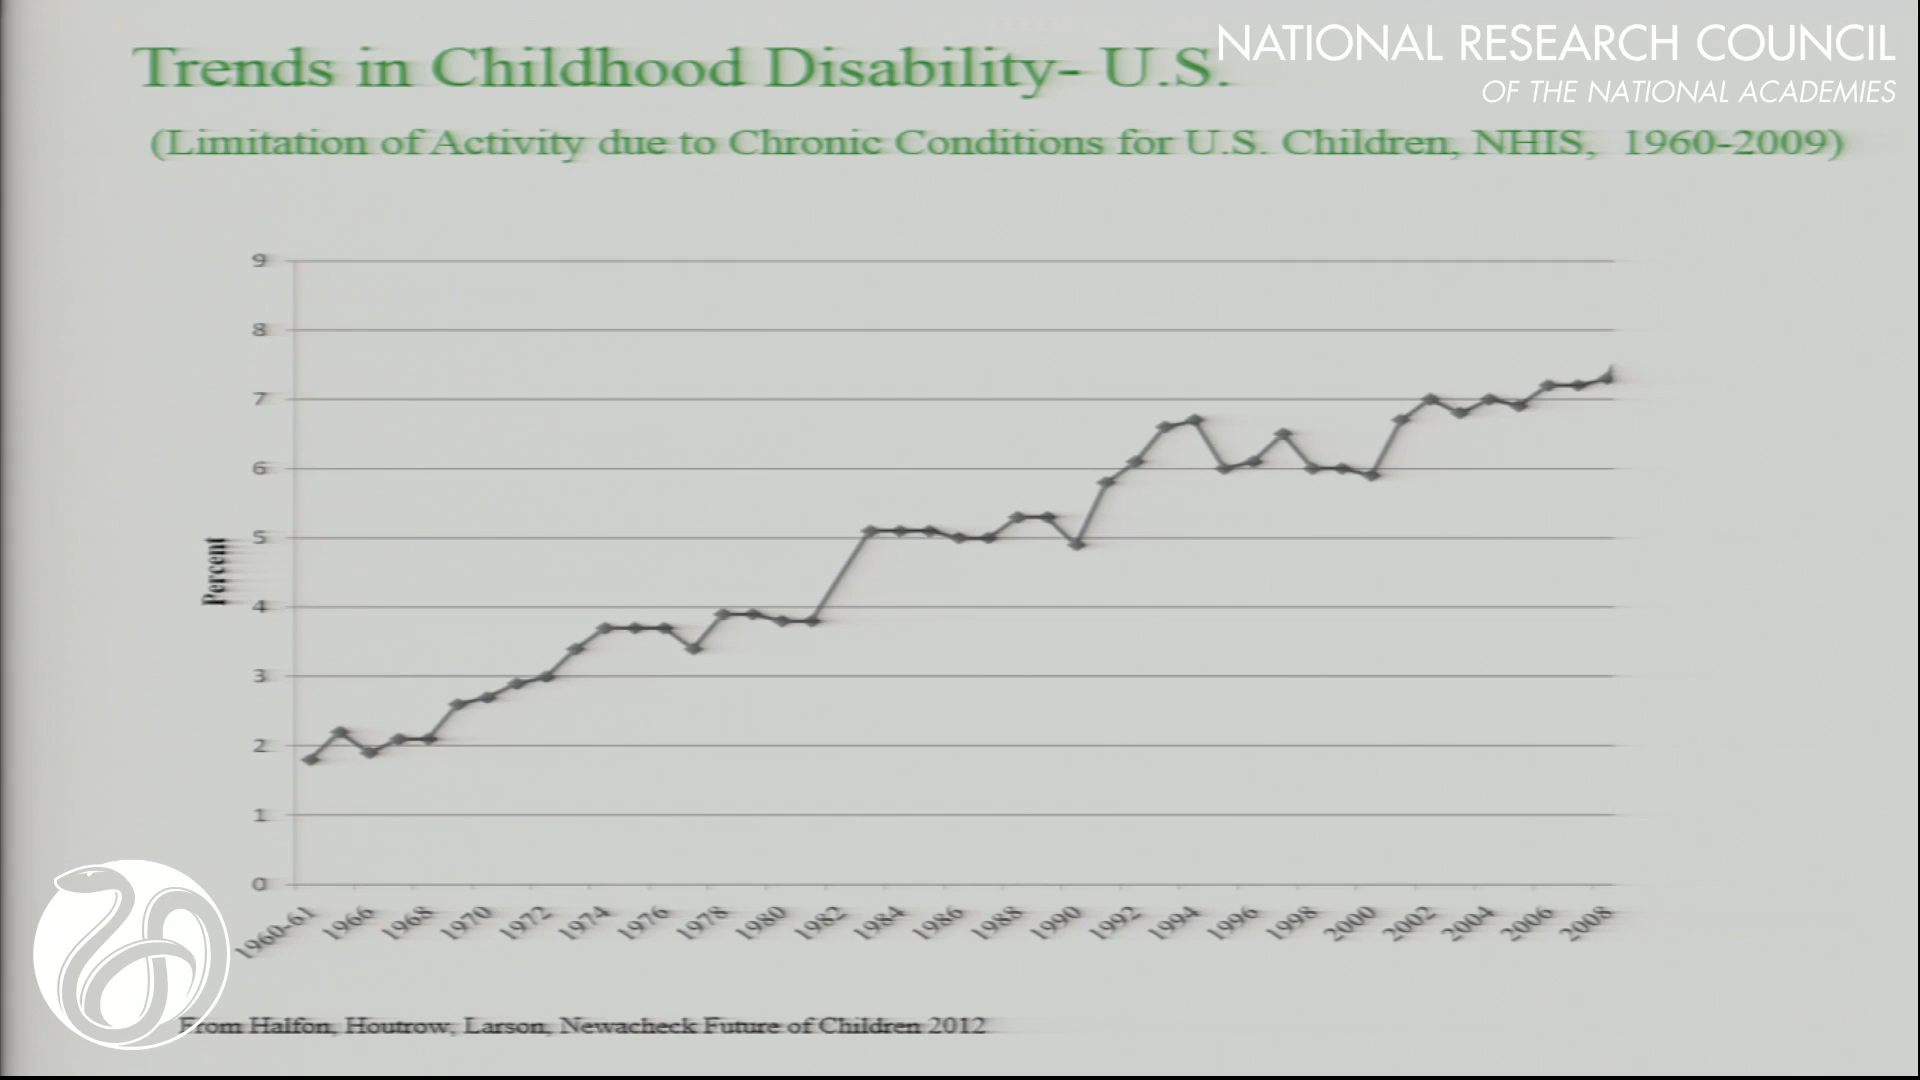 Trends in Childhood Disability- U.S.
NATIONAL RESEARCH COUNCIL
OF THE NATIONAL ACADEMIES
(Limitation of Activity due to Chronic Conditions for U.S. Children, NHIS, 1960-2009)
9
8
7
6
5
4
3
2
1
0
Percent
1960-61 1966 1968 1970 1972 1974 1976 1978 1980 1982 1984 1986 1988 1990 1992 1994 1996 1998 2000 2002 2004 2006 2008
From Halfon, Houtrow, Larson, Newacheck Future of Children 2012